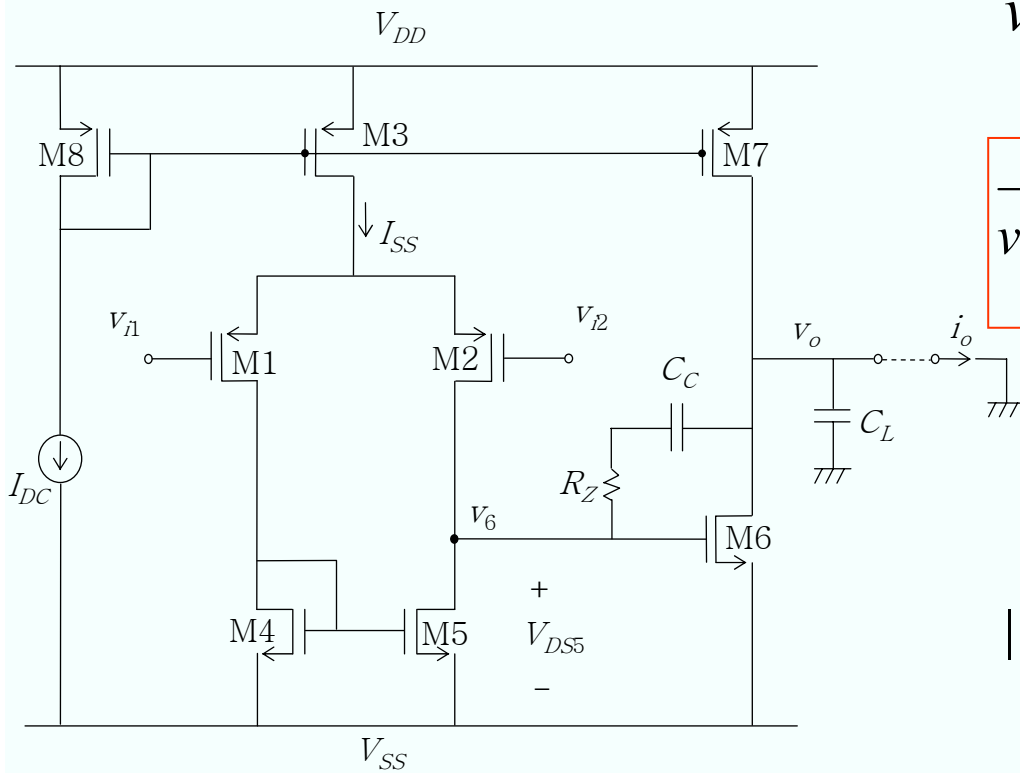 V_DD
v
M8
M3
M7
I_SS
v
v_i1
v_i2
v_o
i_o
M1
M2
C_C
C_L
I_DC
R_Z
v_6
M6
+
M4
M5
V_DS5
−
V_SS